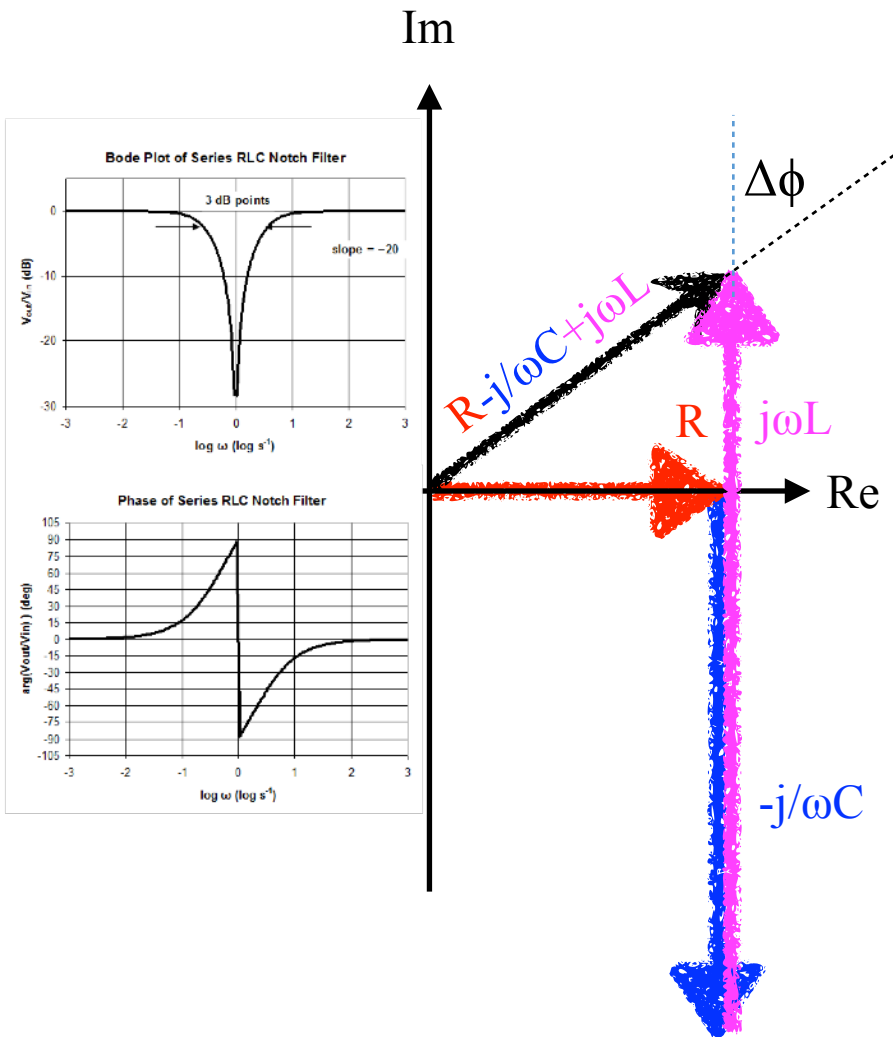 Im
Bode Plot of Series RLC Notch Filter
3 dB points
slope = -20
Vout/Vin (dB)
0
-10
-20
-30
-3 -2 -1 0 1 2 3
log ω (log s⁻¹)
Phase of Series RLC Notch Filter
arg(Vout/Vin) ) (deg)
105
90
75
60
45
30
15
0
-15
-30
-45
-60
-75
-90
-105
-3 -2 -1 0 1 2 3
log ω (log s⁻¹)
Δϕ
R-j/ωC+jωL
R
jωL
Re
-j/ωC